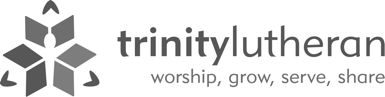 trinitylutheran
worship, grow, serve, share